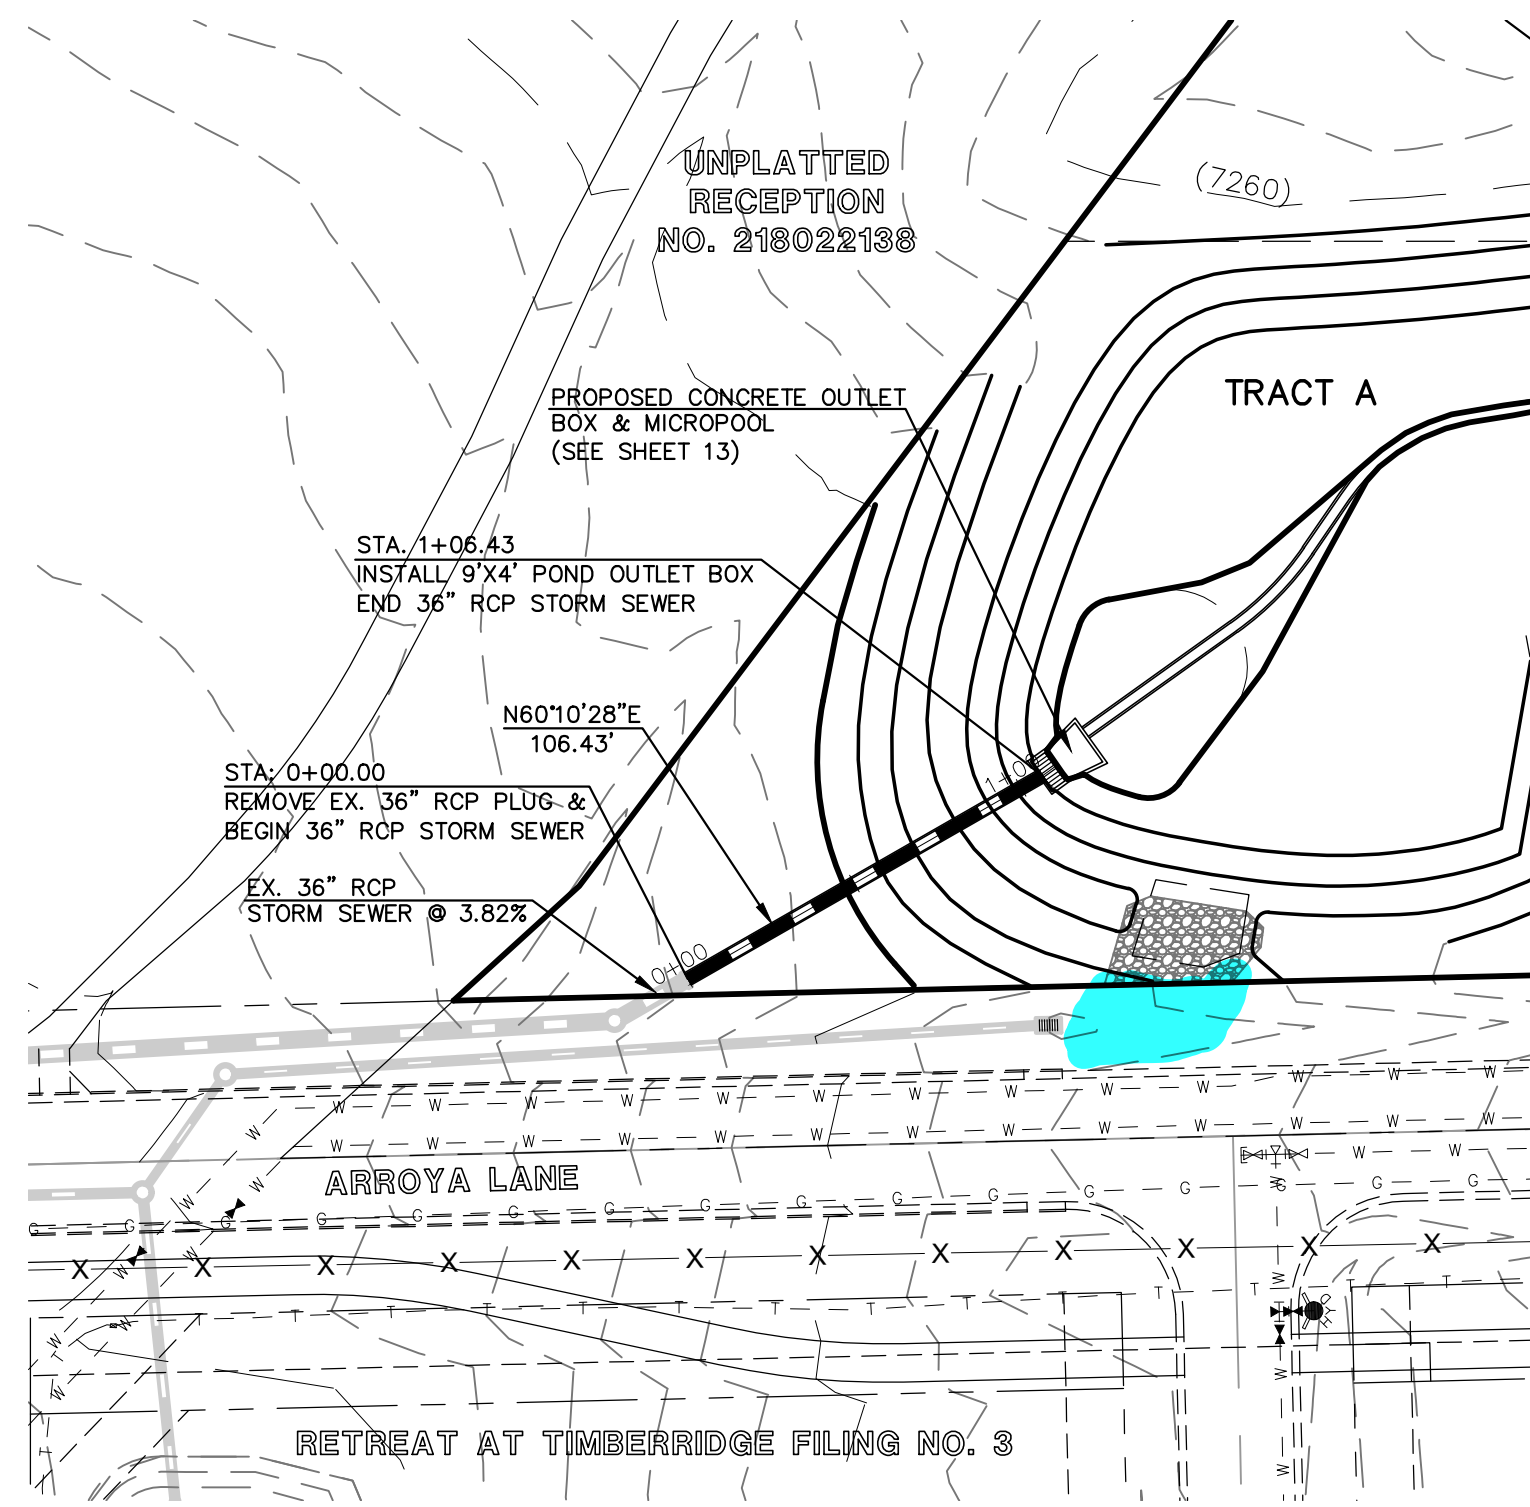 UNPLATTED
RECEPTION
NO. 218022138
(7260)
TRACT A
PROPOSED CONCRETE OUTLET
BOX & MICROPOOL
(SEE SHEET 13)
STA. 1+06.43
INSTALL 9'X4' POND OUTLET BOX
END 36" RCP STORM SEWER
N60°10'28"E
106.43'
STA: 0+00.00
REMOVE EX. 36" RCP PLUG &
BEGIN 36" RCP STORM SEWER
EX. 36" RCP
STORM SEWER @ 3.82%
0+00
1+00
W W W W W W W W W W W W W
W W W W W W W W W W W W W
W W
ARROYA LANE
G G G G G G G G G G G G G G G G
X X X X X X X X X X X X
T T T T T T T T T T T T T
HYD
RETREAT AT TIMBERRIDGE FILING NO. 3